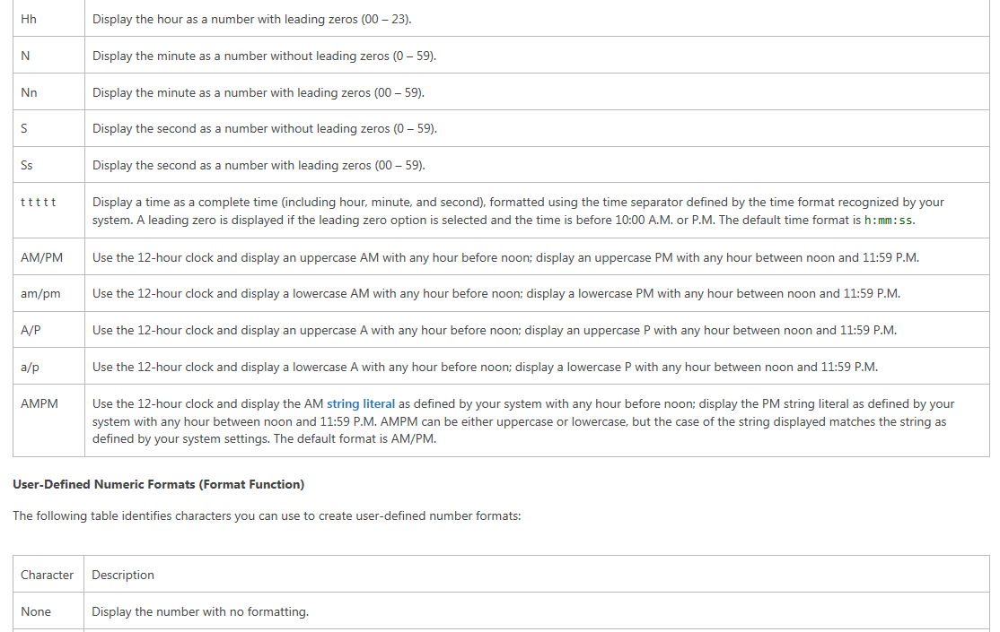 Hh Display the hour as a number with leading zeros (00 – 23).
N Display the minute as a number without leading zeros (0 – 59).
Nn Display the minute as a number with leading zeros (00 – 59).
S Display the second as a number without leading zeros (0 – 59).
Ss Display the second as a number with leading zeros (00 – 59).
t t t t t Display a time as a complete time (including hour, minute, and second), formatted using the time separator defined by the time format recognized by your
system. A leading zero is displayed if the leading zero option is selected and the time is before 10:00 A.M. or P.M. The default time format is h:mm:ss.
AM/PM Use the 12-hour clock and display an uppercase AM with any hour before noon; display an uppercase PM with any hour between noon and 11:59 P.M.
am/pm Use the 12-hour clock and display a lowercase AM with any hour before noon; display a lowercase PM with any hour between noon and 11:59 P.M.
A/P Use the 12-hour clock and display an uppercase A with any hour before noon; display an uppercase P with any hour between noon and 11:59 P.M.
a/p Use the 12-hour clock and display a lowercase A with any hour before noon; display a lowercase P with any hour between noon and 11:59 P.M.
AMPM Use the 12-hour clock and display the AM string literal as defined by your system with any hour before noon; display the PM string literal as defined by your
system with any hour between noon and 11:59 P.M. AMPM can be either uppercase or lowercase, but the case of the string displayed matches the string as
defined by your system settings. The default format is AM/PM.
User-Defined Numeric Formats (Format Function)
The following table identifies characters you can use to create user-defined number formats:
Character Description
None Display the number with no formatting.